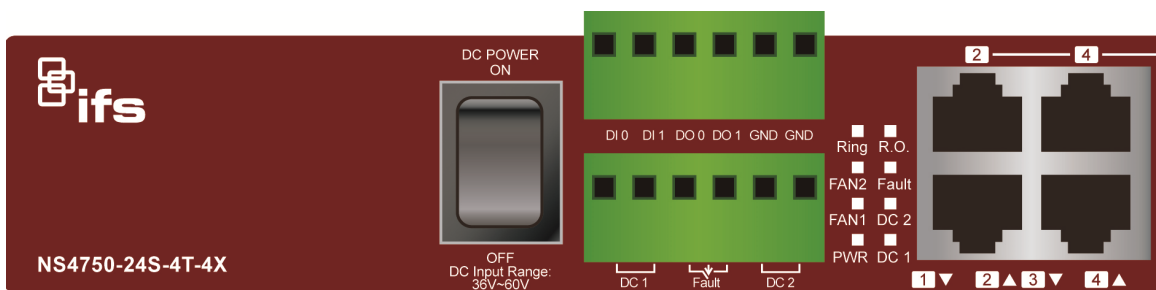 ifs
NS4750-24S-4T-4X
DC POWER
ON
OFF
DC Input Range:
36V~60V
DI 0 DI 1 DO 0 DO 1 GND GND
DC 1 Fault DC 2
Ring R.O.
FAN2 Fault
FAN1 DC 2
PWR DC 1
2 4
1 ▼ 2 ▲ 3 ▼ 4 ▲